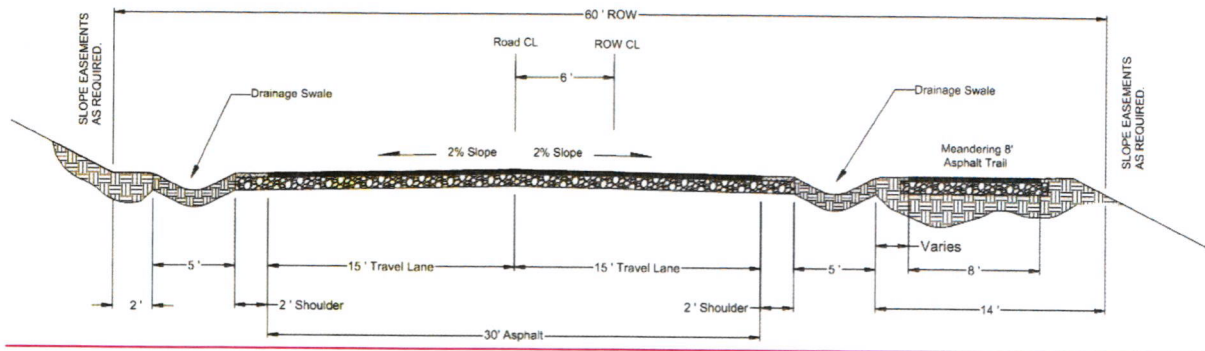 60' ROW
Road CL
ROW CL
6 '
SLOPE EASEMENTS
AS REQUIRED.
Drainage Swale
Drainage Swale
SLOPE EASEMENTS
AS REQUIRED.
2% Slope
2% Slope
Meandering 8'
Asphalt Trail
Varies
5 '
15 ' Travel Lane
15 ' Travel Lane
5 '
8 '
2 '
2 ' Shoulder
2 ' Shoulder
14 '
30' Asphalt